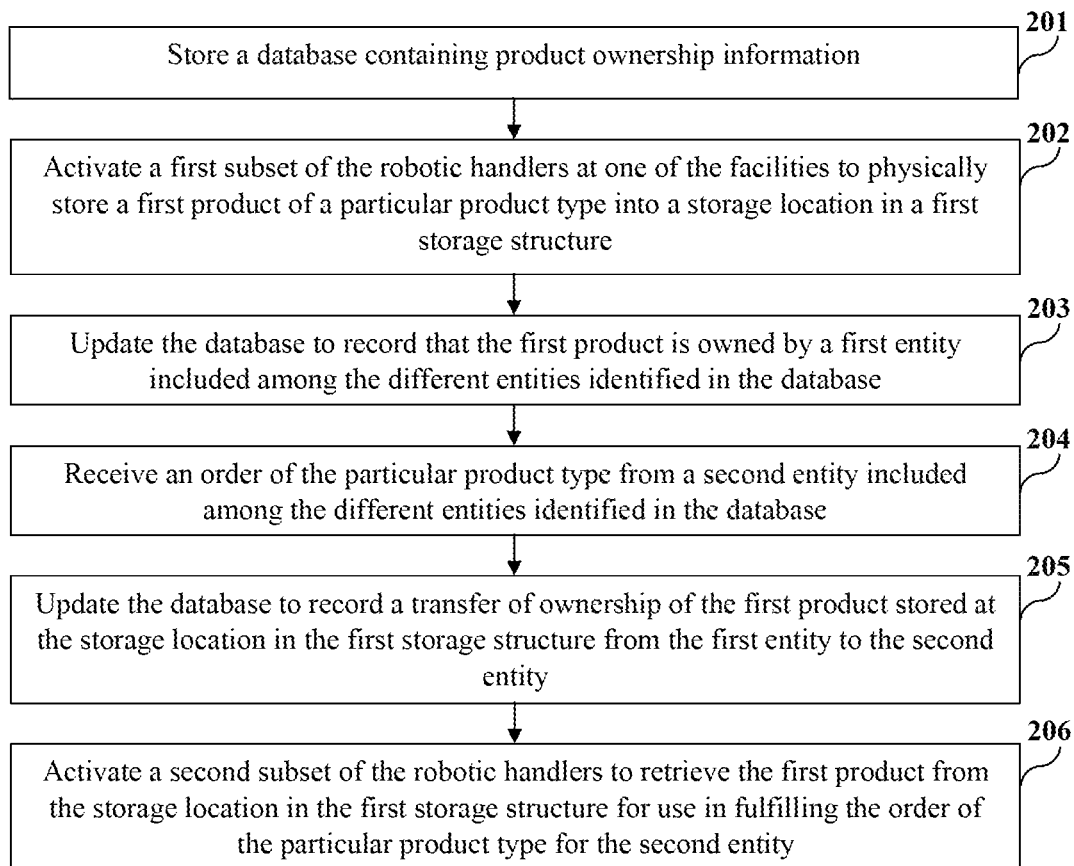 201
Store a database containing product ownership information
202
Activate a first subset of the robotic handlers at one of the facilities to physically
store a first product of a particular product type into a storage location in a first
storage structure
203
Update the database to record that the first product is owned by a first entity
included among the different entities identified in the database
204
Receive an order of the particular product type from a second entity included
among the different entities identified in the database
205
Update the database to record a transfer of ownership of the first product stored at
the storage location in the first storage structure from the first entity to the second
entity
206
Activate a second subset of the robotic handlers to retrieve the first product from
the storage location in the first storage structure for use in fulfilling the order of
the particular product type for the second entity